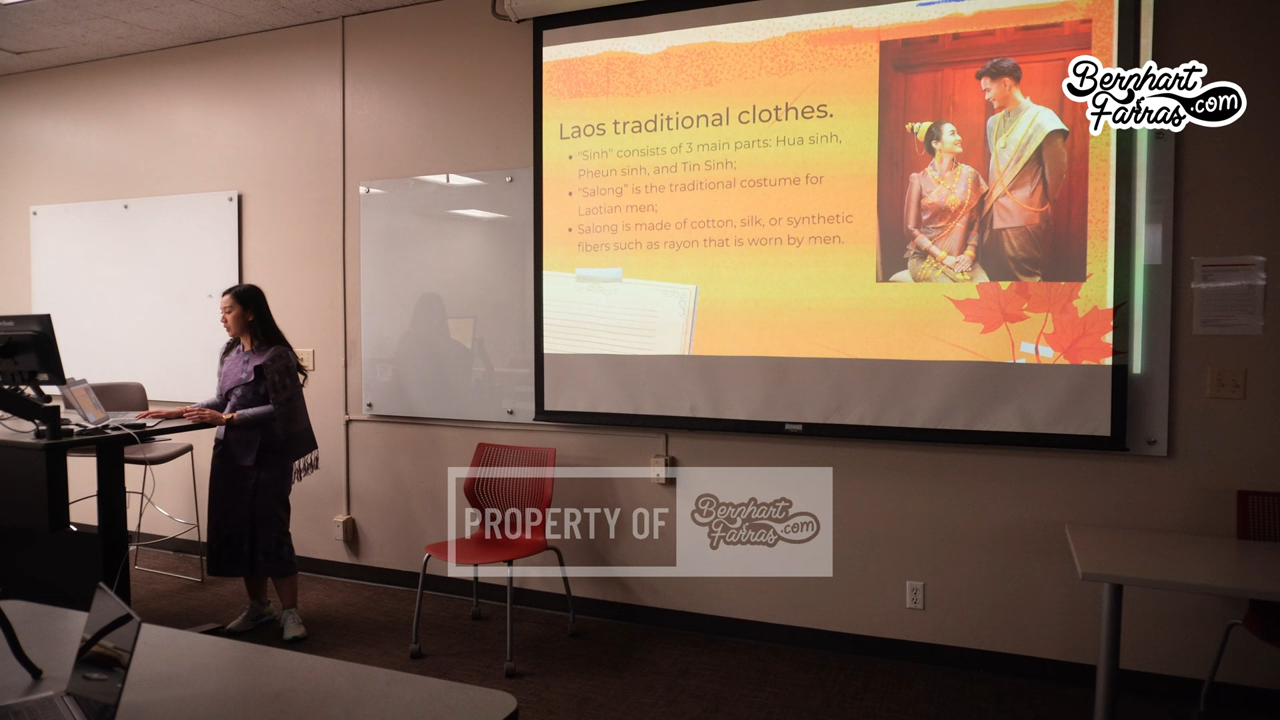 Bernhart
& Farras .com
Laos traditional clothes.
• "Sinh" consists of 3 main parts: Hua sinh,
Pheun sinh, and Tin Sinh;
• "Salong" is the traditional costume for
Laotian men;
• Salong is made of cotton, silk, or synthetic
fibers such as rayon that is worn by men.
PROPERTY OF
Bernhart
& Farras .com